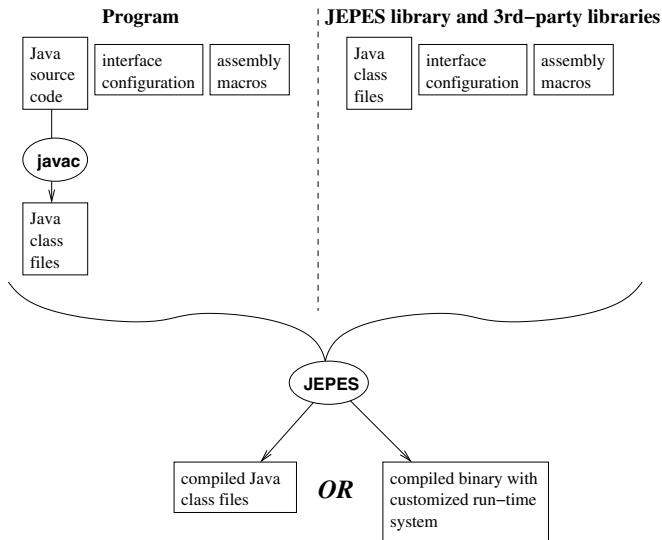 Program
JEPES library and 3rd−party libraries
Java
source
code
interface
configuration
assembly
macros
Java
class
files
interface
configuration
assembly
macros
javac
Java
class
files
JEPES
compiled Java
class files
OR
compiled binary with
customized run−time
system